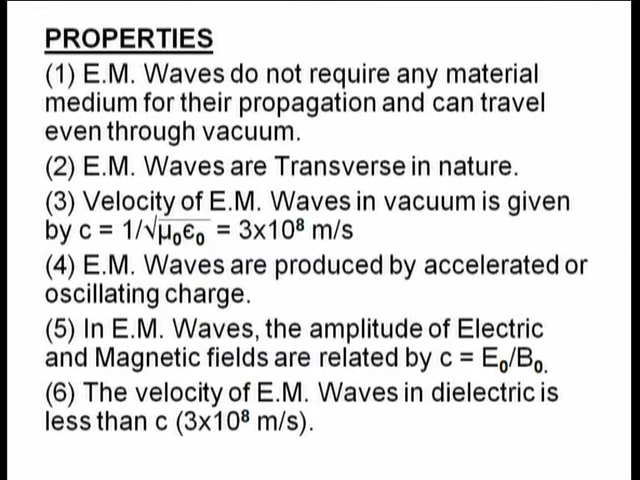 PROPERTIES
(1) E.M. Waves do not require any material
medium for their propagation and can travel
even through vacuum.
(2) E.M. Waves are Transverse in nature.
(3) Velocity of E.M. Waves in vacuum is given
by c = 1/√µ₀ϵ₀ = 3x10⁸ m/s
(4) E.M. Waves are produced by accelerated or
oscillating charge.
(5) In E.M. Waves, the amplitude of Electric
and Magnetic fields are related by c = E₀/B₀.
(6) The velocity of E.M. Waves in dielectric is
less than c (3x10⁸ m/s).